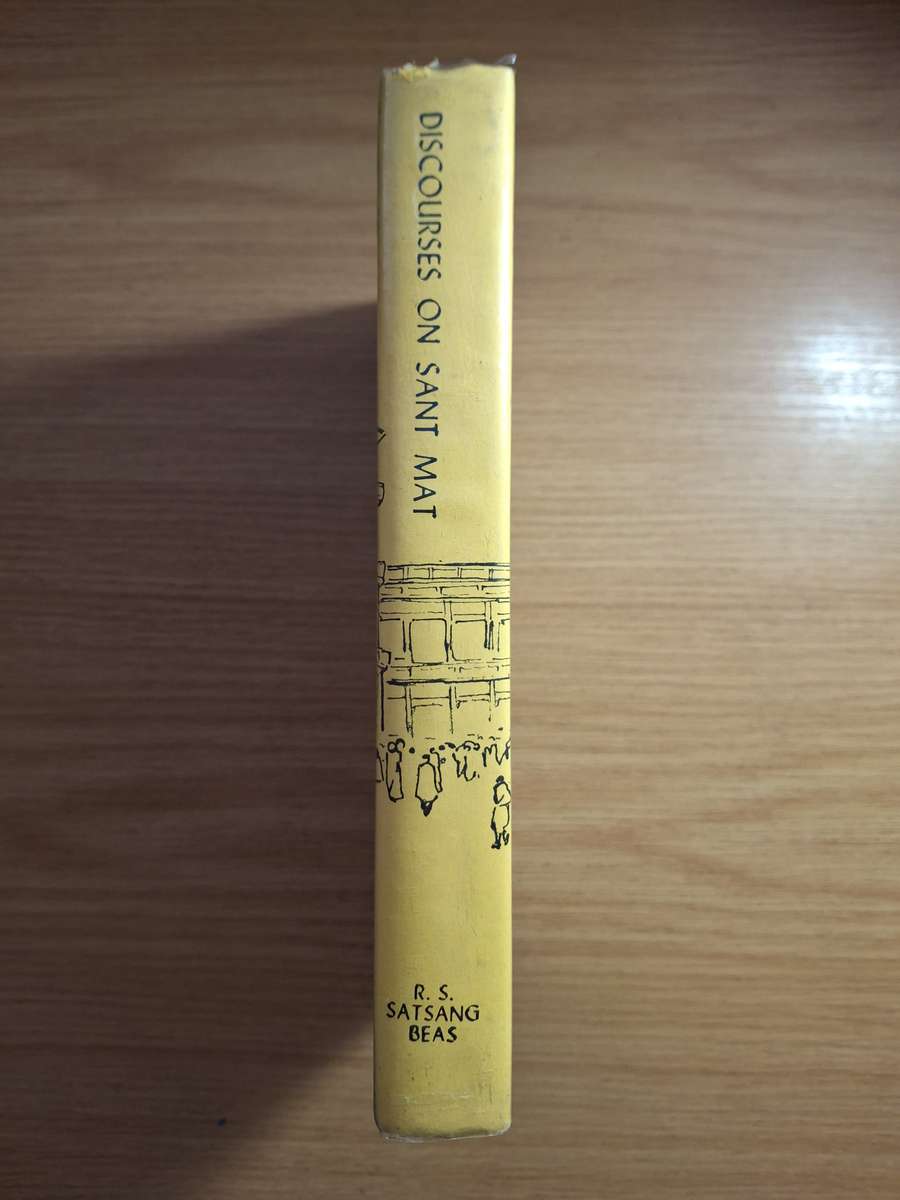 DISCOURSES ON SANT MAT
R. S.
SATSANG
BEAS